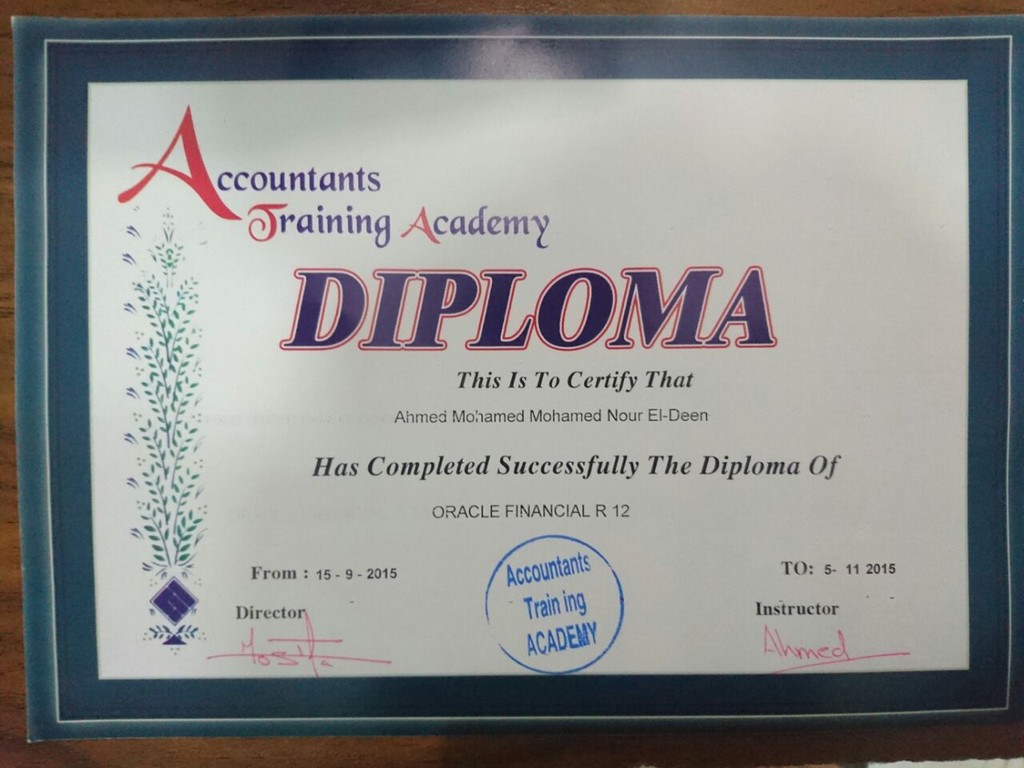 Accountants
Training Academy
DIPLOMA
This Is To Certify That
Ahmed Mohamed Mohamed Nour El-Deen
Has Completed Successfully The Diploma Of
ORACLE FINANCIAL R 12
From : 15 - 9 - 2015
TO: 5- 11 2015
Director
Instructor
Ahmed
Accountants
Train ing
ACADEMY